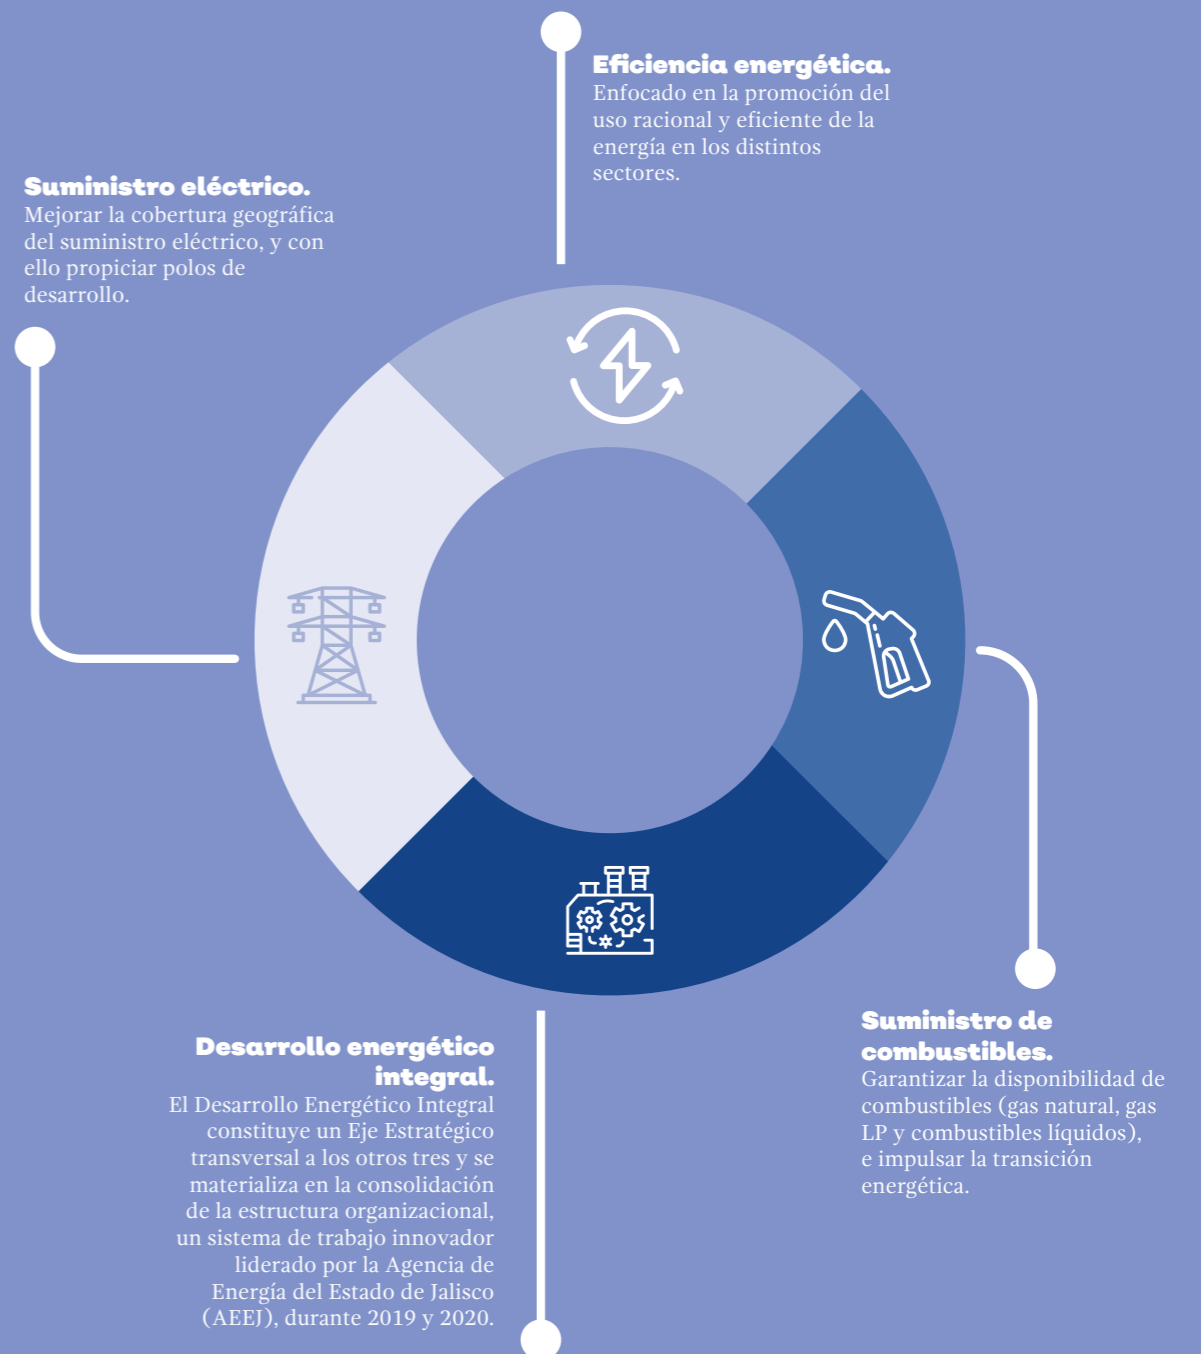 Eficiencia energética.
Enfocado en la promoción del
uso racional y eficiente de la
energía en los distintos
sectores.
Suministro eléctrico.
Mejorar la cobertura geográfica
del suministro eléctrico, y con
ello propiciar polos de
desarrollo.
Suministro de
combustibles.
Garantizar la disponibilidad de
combustibles (gas natural, gas
LP y combustibles líquidos),
e impulsar la transición
energética.
Desarrollo energético
integral.
El Desarrollo Energético Integral
constituye un Eje Estratégico
transversal a los otros tres y se
materializa en la consolidación
de la estructura organizacional,
un sistema de trabajo innovador
liderado por la Agencia de
Energía del Estado de Jalisco
(AEEJ), durante 2019 y 2020.